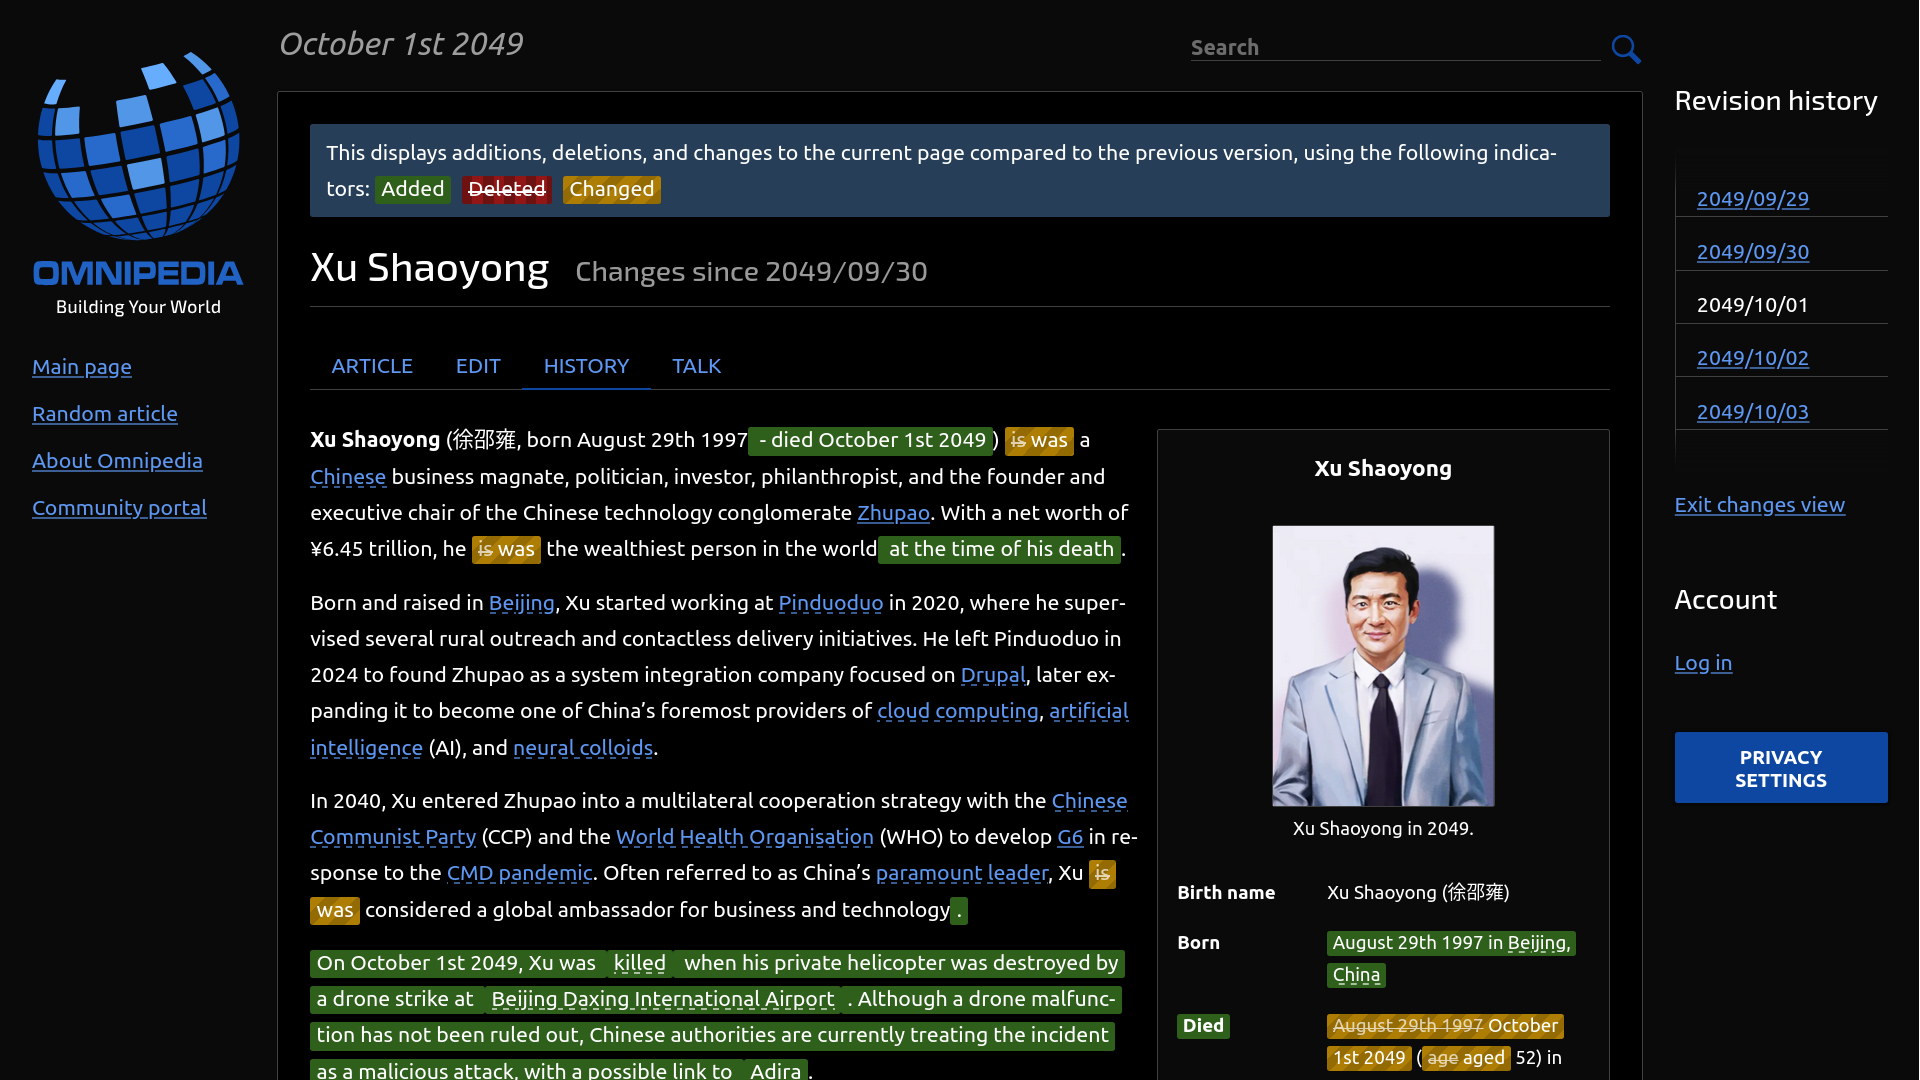 October 1st 2049
Search
OMNIPEDIA
Building Your World
Main page
Random article
About Omnipedia
Community portal
This displays additions, deletions, and changes to the current page compared to the previous version, using the following indica-
tors: Added Deleted Changed
Xu Shaoyong Changes since 2049/09/30
ARTICLE EDIT HISTORY TALK
Xu Shaoyong (徐邵雍, born August 29th 1997 - died October 1st 2049 ) is was a
Chinese business magnate, politician, investor, philanthropist, and the founder and
executive chair of the Chinese technology conglomerate Zhupao. With a net worth of
¥6.45 trillion, he is was the wealthiest person in the world at the time of his death .
Born and raised in Beijing, Xu started working at Pinduoduo in 2020, where he super-
vised several rural outreach and contactless delivery initiatives. He left Pinduoduo in
2024 to found Zhupao as a system integration company focused on Drupal, later ex-
panding it to become one of China’s foremost providers of cloud computing, artificial
intelligence (AI), and neural colloids.
In 2040, Xu entered Zhupao into a multilateral cooperation strategy with the Chinese
Communist Party (CCP) and the World Health Organisation (WHO) to develop G6 in re-
sponse to the CMD pandemic. Often referred to as China’s paramount leader, Xu is
was considered a global ambassador for business and technology .
On October 1st 2049, Xu was killed when his private helicopter was destroyed by
a drone strike at Beijing Daxing International Airport . Although a drone malfunc-
tion has not been ruled out, Chinese authorities are currently treating the incident
as a malicious attack, with a possible link to Adira .
Xu Shaoyong
Xu Shaoyong in 2049.
Birth name Xu Shaoyong (徐邵雍)
Born August 29th 1997 in Beijing,
China
Died August 29th 1997 October
1st 2049 (age aged 52) in
Revision history
2049/09/29
2049/09/30
2049/10/01
2049/10/02
2049/10/03
Exit changes view
Account
Log in
PRIVACY
SETTINGS